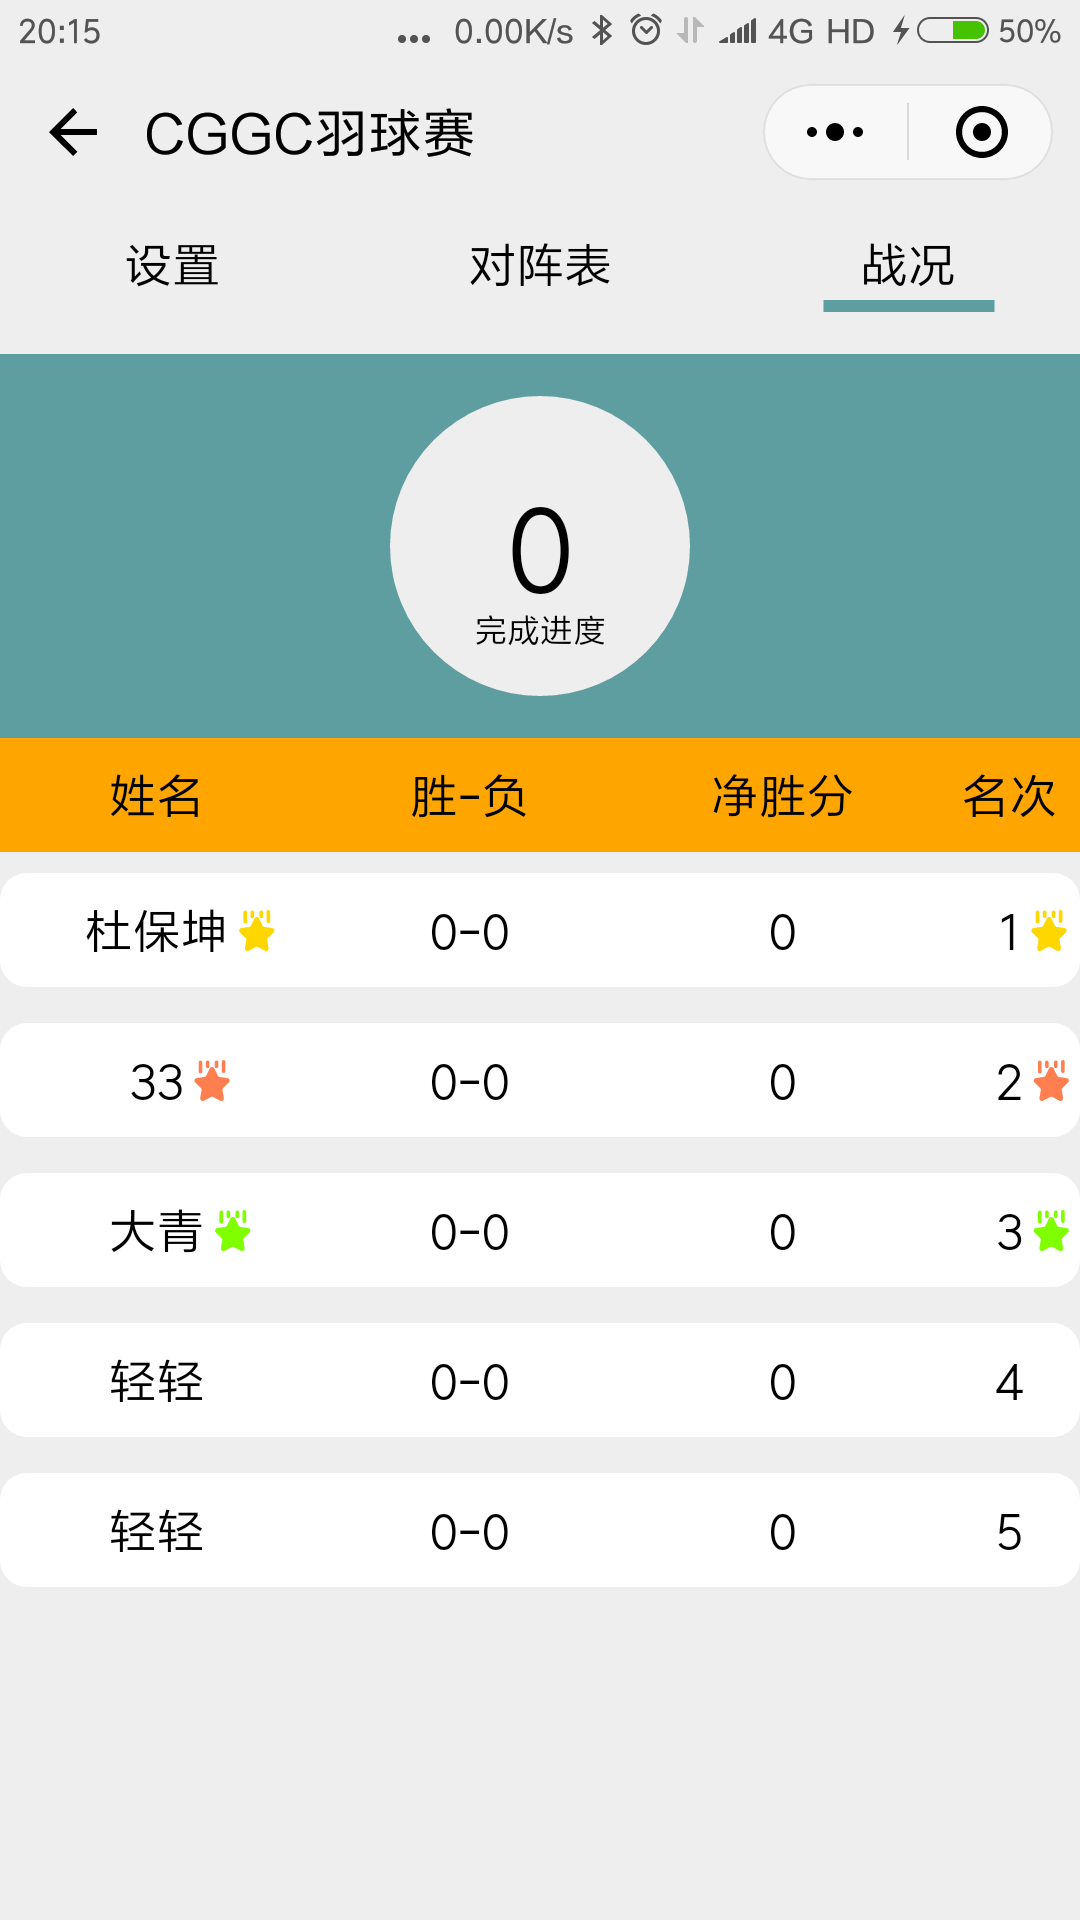 20:15 ... 0.00K/s 4G HD 50%
CGGC羽球赛
设置 对阵表 战况
0
完成进度
姓名 胜-负 净胜分 名次
杜保坤 0-0 0 1
33 0-0 0 2
大青 0-0 0 3
轻轻 0-0 0 4
轻轻 0-0 0 5